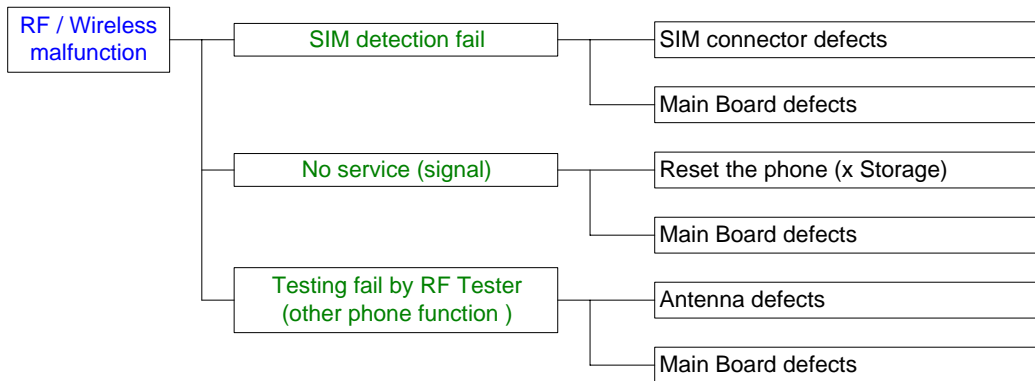 RF / Wireless
malfunction
SIM detection fail
SIM connector defects
Main Board defects
No service (signal)
Reset the phone (x Storage)
Main Board defects
Testing fail by RF Tester
(other phone function )
Antenna defects
Main Board defects